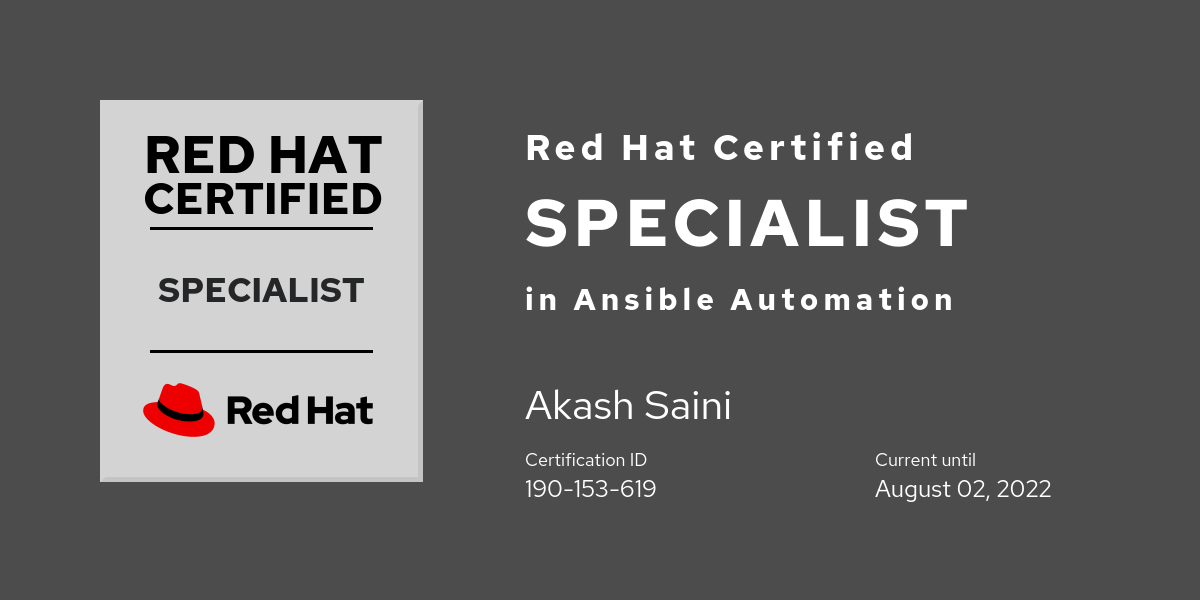 RED HAT
CERTIFIED
SPECIALIST
Red Hat
Red Hat Certified
SPECIALIST
in Ansible Automation
Akash Saini
Certification ID
190-153-619
Current until
August 02, 2022